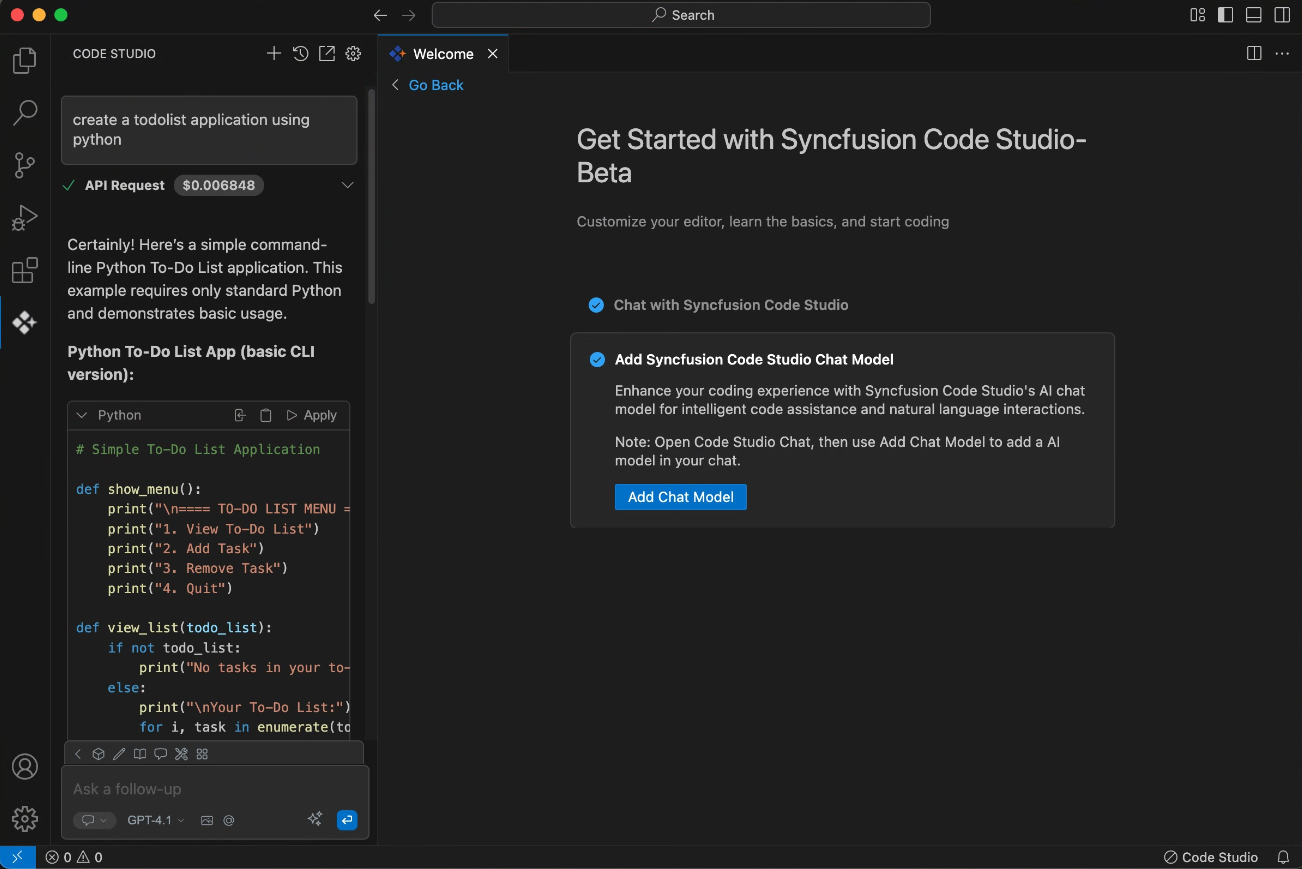 Search
CODE STUDIO
create a todolist application using
python
API Request $0.006848
Certainly! Here's a simple command-
line Python To-Do List application. This
example requires only standard Python
and demonstrates basic usage.
Python To-Do List App (basic CLI
version):
Python Apply
# Simple To-Do List Application
def show_menu():
    print("\n==== TO-DO LIST MENU =
    print("1. View To-Do List")
    print("2. Add Task")
    print("3. Remove Task")
    print("4. Quit")
def view_list(todo_list):
    if not todo_list:
        print("No tasks in your to-
    else:
        print("\nYour To-Do List:")
        for i, task in enumerate(to
Ask a follow-up
GPT-4.1 @
Welcome
Go Back
Get Started with Syncfusion Code Studio-
Beta
Customize your editor, learn the basics, and start coding
Chat with Syncfusion Code Studio
Add Syncfusion Code Studio Chat Model
Enhance your coding experience with Syncfusion Code Studio's AI chat
model for intelligent code assistance and natural language interactions.
Note: Open Code Studio Chat, then use Add Chat Model to add a AI
model in your chat.
Add Chat Model
0 0
Code Studio